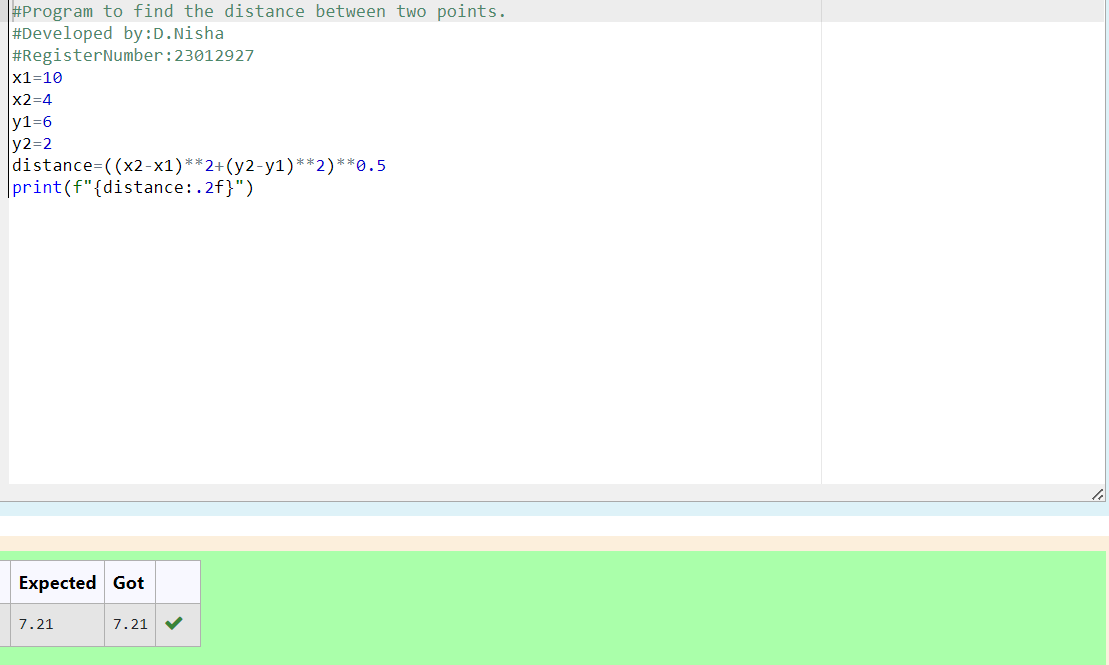 #Program to find the distance between two points.
#Developed by:D.Nisha
#RegisterNumber:23012927
x1=10
x2=4
y1=6
y2=2
distance=((x2-x1)**2+(y2-y1)**2)**0.5
print(f"{distance:.2f}")
Expected Got
7.21 7.21